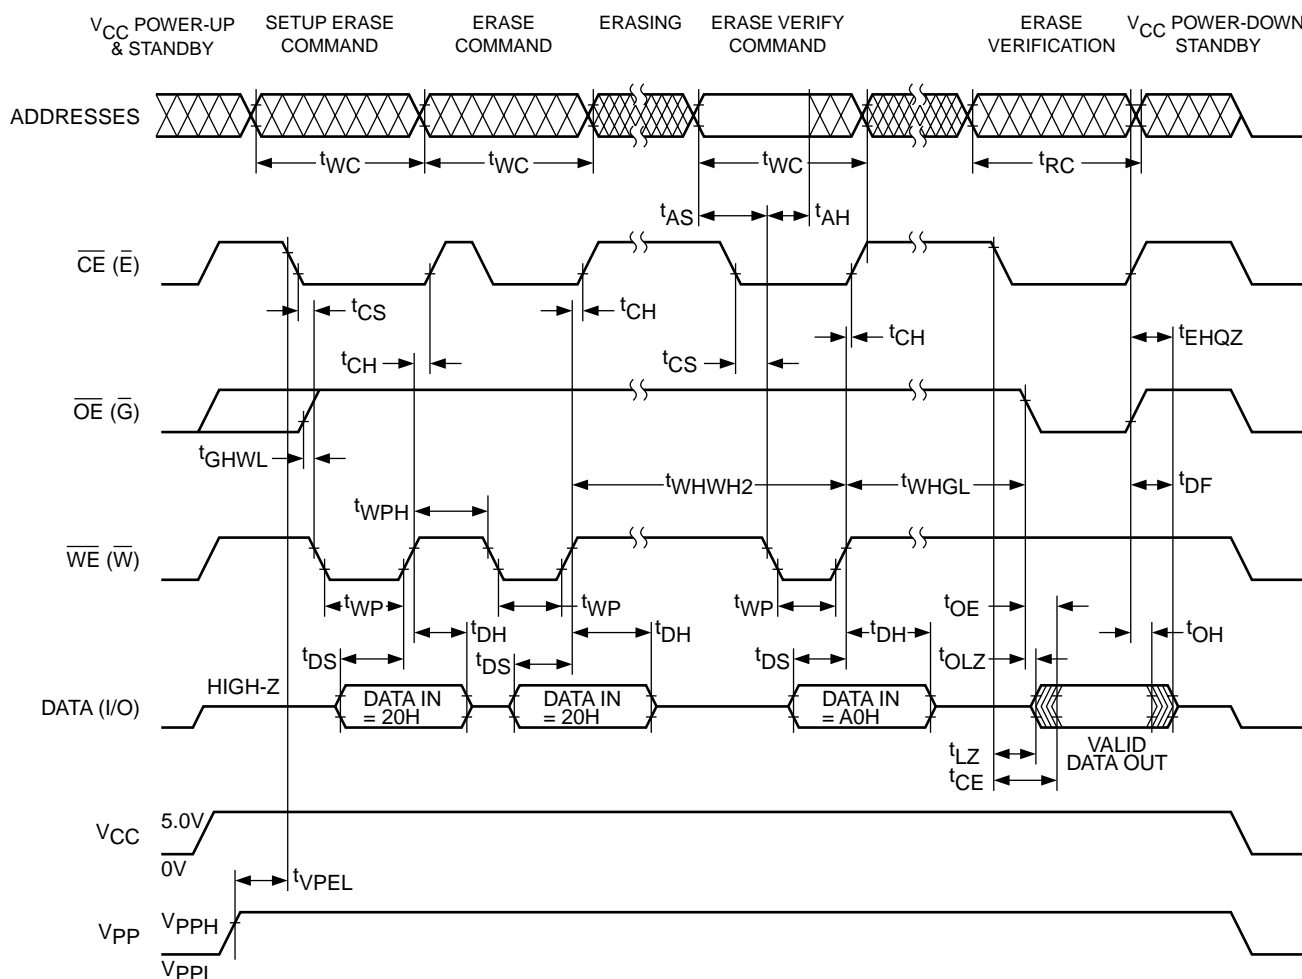 VCC POWER-UP
& STANDBY
SETUP ERASE
COMMAND
ERASE
COMMAND
ERASING
ERASE VERIFY
COMMAND
ERASE
VERIFICATION
VCC POWER-DOWN
STANDBY
ADDRESSES
tWC
tWC
tWC
tRC
tAS
tAH
CE (E)
tCS
tCH
tCH
tCS
tCH
tEHQZ
OE (G)
tGHWL
tWHWH2
tWHGL
tDF
tWPH
WE (W)
tWP
tWP
tWP
tOE
tDH
tDH
tDH
tOH
tDS
tDS
tDS
tOLZ
DATA (I/O)
HIGH-Z
DATA IN
= 20H
DATA IN
= 20H
DATA IN
= A0H
VALID
DATA OUT
tLZ
tCE
VCC
5.0V
0V
tVPEL
VPP
VPPH
VPPL